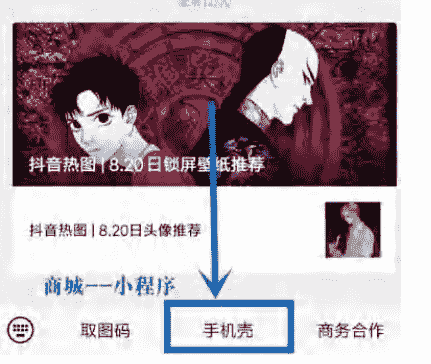 抖音热图 | 8.20日锁屏壁纸推荐
抖音热图 | 8.20日头像推荐
商城--小程序
取图码
手机壳
商务合作